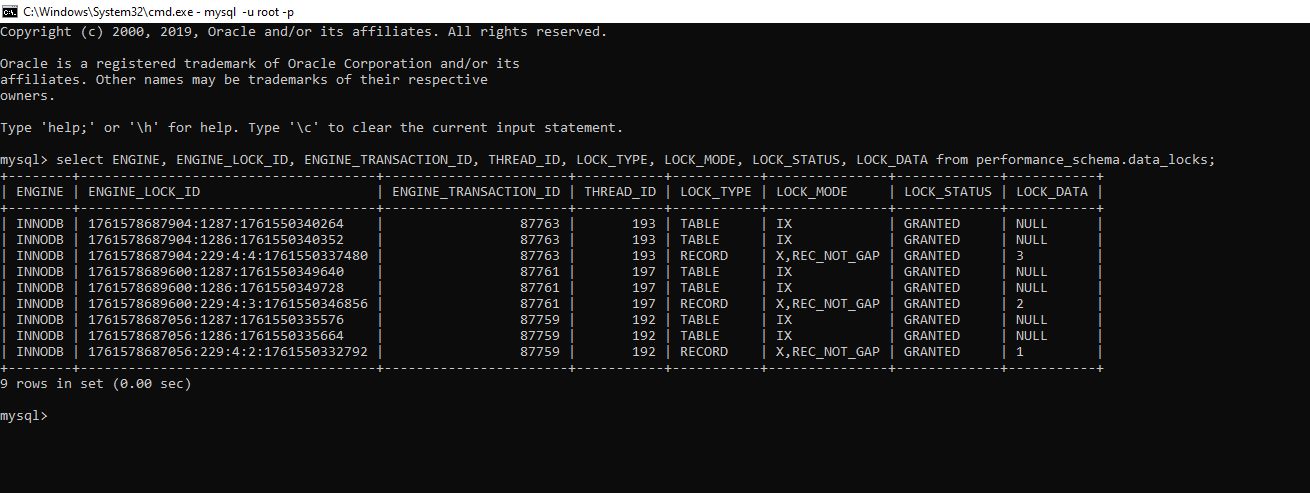 C:\Windows\System32\cmd.exe - mysql  -u root -p
Copyright (c) 2000, 2019, Oracle and/or its affiliates. All rights reserved.
Oracle is a registered trademark of Oracle Corporation and/or its
affiliates. Other names may be trademarks of their respective
owners.
Type 'help;' or '\h' for help. Type '\c' to clear the current input statement.
mysql> select ENGINE, ENGINE_LOCK_ID, ENGINE_TRANSACTION_ID, THREAD_ID, LOCK_TYPE, LOCK_MODE, LOCK_STATUS, LOCK_DATA from performance_schema.data_locks;
+--------+--------------------------------------+-----------------------+-----------+-----------+---------------+-------------+-----------+
| ENGINE | ENGINE_LOCK_ID                       | ENGINE_TRANSACTION_ID | THREAD_ID | LOCK_TYPE | LOCK_MODE     | LOCK_STATUS | LOCK_DATA |
+--------+--------------------------------------+-----------------------+-----------+-----------+---------------+-------------+-----------+
| INNODB | 1761578687904:1287:1761550340264     |                 87763 |       193 | TABLE     | IX            | GRANTED     | NULL      |
| INNODB | 1761578687904:1286:1761550340352     |                 87763 |       193 | TABLE     | IX            | GRANTED     | NULL      |
| INNODB | 1761578687904:229:4:4:1761550337480  |                 87763 |       193 | RECORD    | X,REC_NOT_GAP | GRANTED     | 3         |
| INNODB | 1761578689600:1287:1761550349640     |                 87761 |       197 | TABLE     | IX            | GRANTED     | NULL      |
| INNODB | 1761578689600:1286:1761550349728     |                 87761 |       197 | TABLE     | IX            | GRANTED     | NULL      |
| INNODB | 1761578689600:229:4:3:1761550346856  |                 87761 |       197 | RECORD    | X,REC_NOT_GAP | GRANTED     | 2         |
| INNODB | 1761578687056:1287:1761550335576     |                 87759 |       192 | TABLE     | IX            | GRANTED     | NULL      |
| INNODB | 1761578687056:1286:1761550335664     |                 87759 |       192 | TABLE     | IX            | GRANTED     | NULL      |
| INNODB | 1761578687056:229:4:2:1761550332792  |                 87759 |       192 | RECORD    | X,REC_NOT_GAP | GRANTED     | 1         |
+--------+--------------------------------------+-----------------------+-----------+-----------+---------------+-------------+-----------+
9 rows in set (0.00 sec)
mysql>